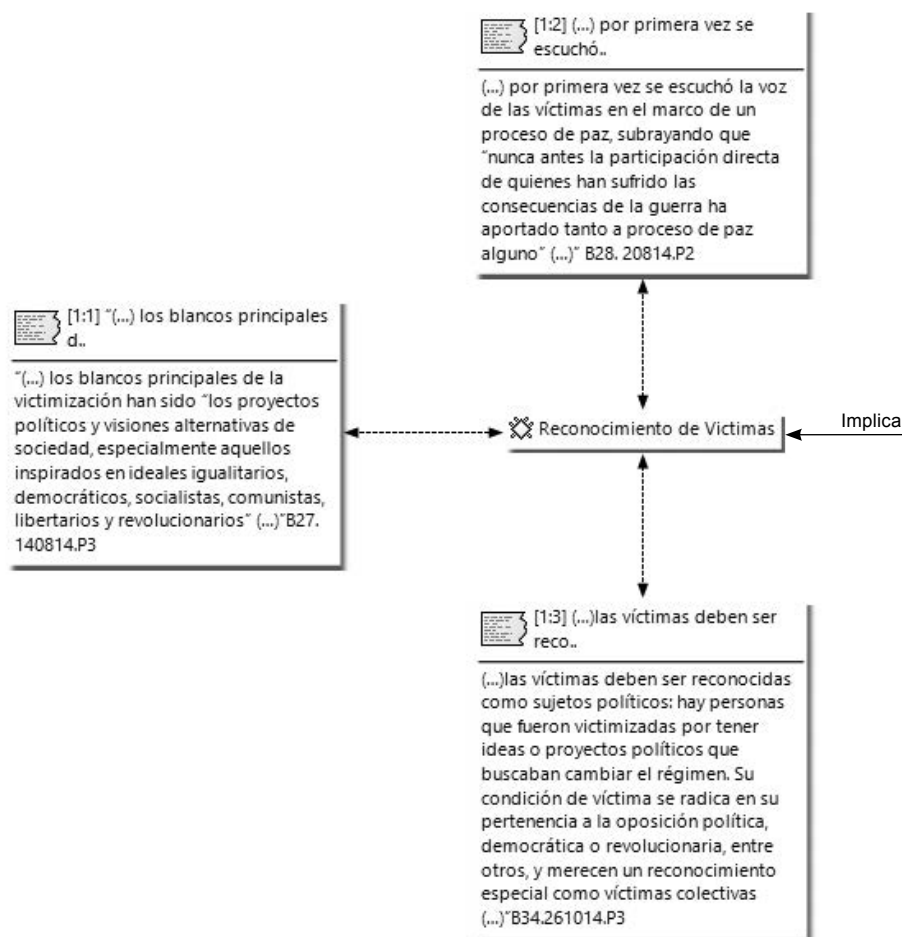 [1:2] (...) por primera vez se
escuchó..
(...) por primera vez se escuchó la voz
de las víctimas en el marco de un
proceso de paz, subrayando que
"nunca antes la participación directa
de quienes han sufrido las
consecuencias de la guerra ha
aportado tanto a proceso de paz
alguno" (...)" B28. 20814.P2
[1:1] "(...) los blancos principales
d..
"(...) los blancos principales de la
victimización han sido "los proyectos
políticos y visiones alternativas de
sociedad, especialmente aquellos
inspirados en ideales igualitarios,
democráticos, socialistas, comunistas,
libertarios y revolucionarios" (...)"B27.
140814.P3
Reconocimiento de Victimas
Implica
[1:3] (...)las víctimas deben ser
reco..
(...)las víctimas deben ser reconocidas
como sujetos políticos: hay personas
que fueron victimizadas por tener
ideas o proyectos políticos que
buscaban cambiar el régimen. Su
condición de víctima se radica en su
pertenencia a la oposición política,
democrática o revolucionaria, entre
otros, y merecen un reconocimiento
especial como víctimas colectivas
(...)"B34.261014.P3